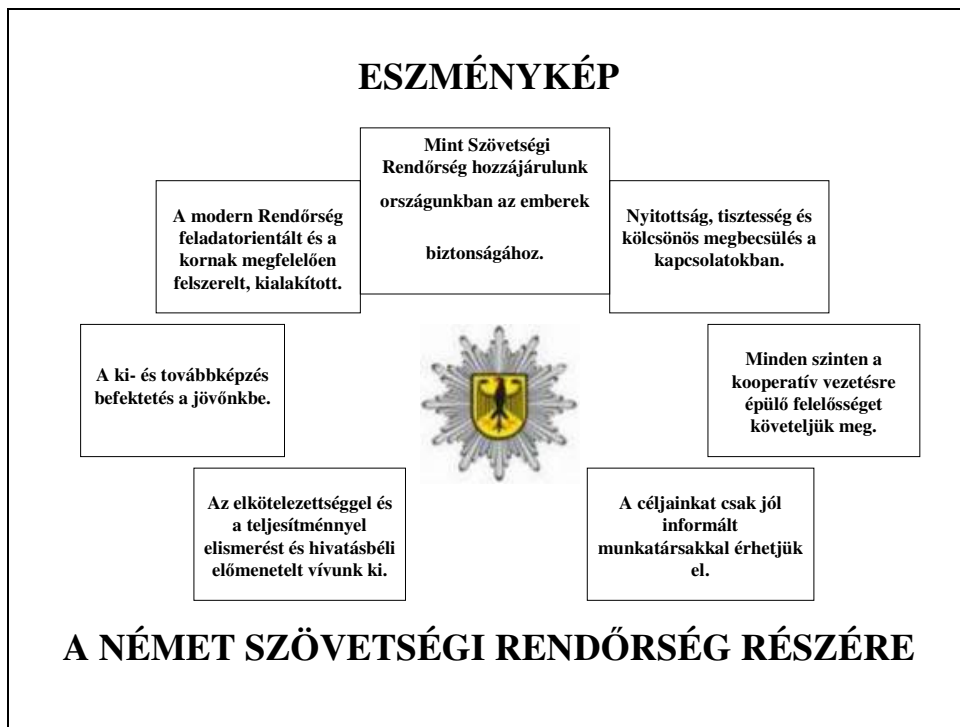 ESZMÉNYKÉP
Mint Szövetségi
Rendőrség hozzájárulunk
országunkban az emberek
biztonságához.
A modern Rendőrség
feladatorientált és a
kornak megfelelően
felszerelt, kialakított.
Nyitottság, tisztesség és
kölcsönös megbecsülés a
kapcsolatokban.
A ki- és továbbképzés
befektetés a jövőnkbe.
Minden szinten a
kooperatív vezetésre
épülő felelősséget
követeljük meg.
Az elkötelezettséggel és
a teljesítménnyel
elismerést és hivatásbéli
előmenetelt vívunk ki.
A céljainkat csak jól
informált
munkatársakkal érhetjük
el.
A NÉMET SZÖVETSÉGI RENDŐRSÉG RÉSZÉRE